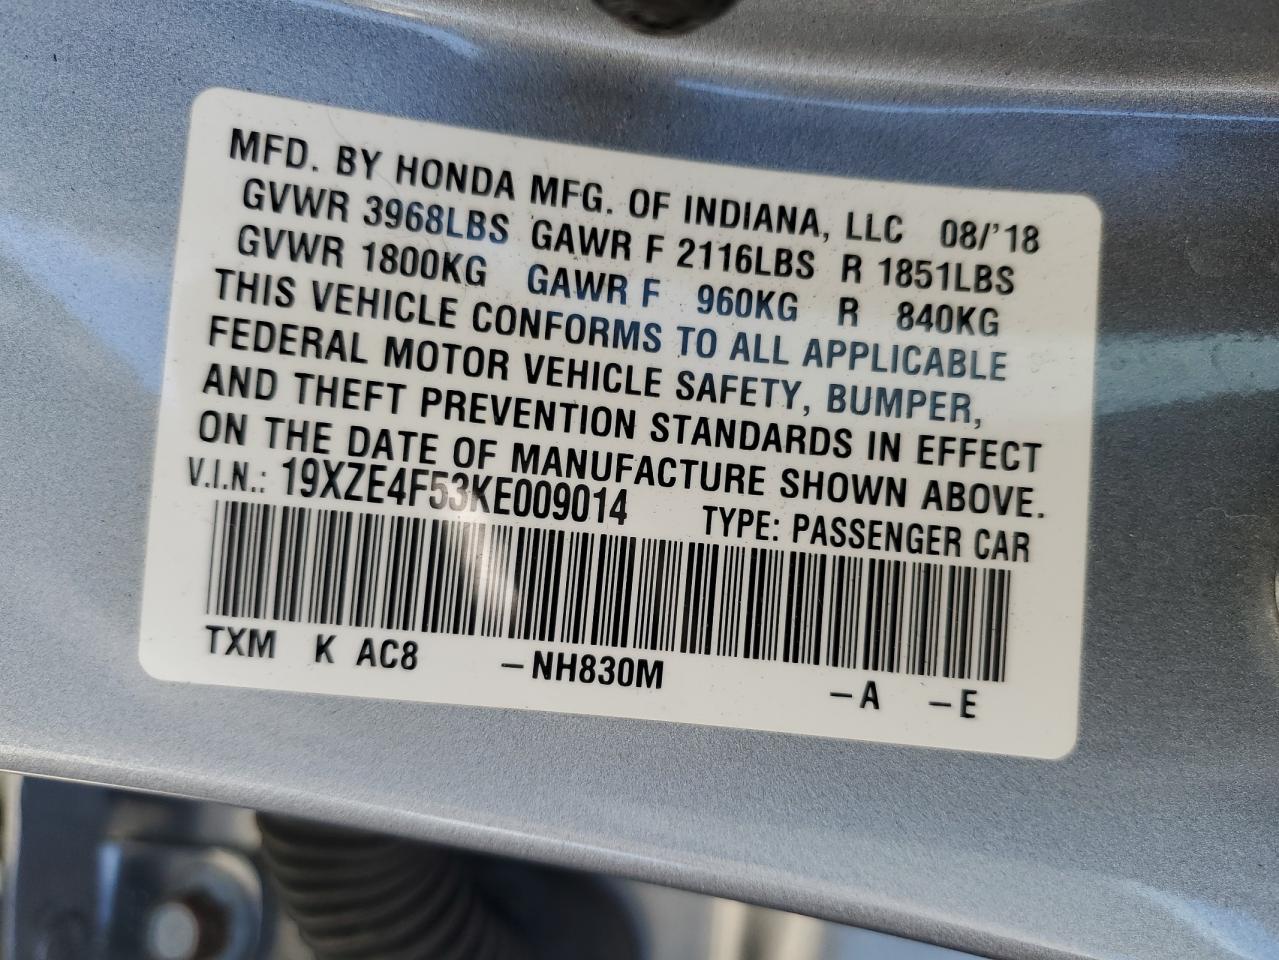 MFD. BY HONDA MFG. OF INDIANA, LLC 08/'18
GVWR 3968LBS GAWR F 2116LBS R 1851LBS
GVWR 1800KG GAWR F 960KG R 840KG
THIS VEHICLE CONFORMS TO ALL APPLICABLE
FEDERAL MOTOR VEHICLE SAFETY, BUMPER,
AND THEFT PREVENTION STANDARDS IN EFFECT
ON THE DATE OF MANUFACTURE SHOWN ABOVE.
V.I.N.: 19XZE4F53KE009014 TYPE: PASSENGER CAR
TXM K AC8 –NH830M –A –E